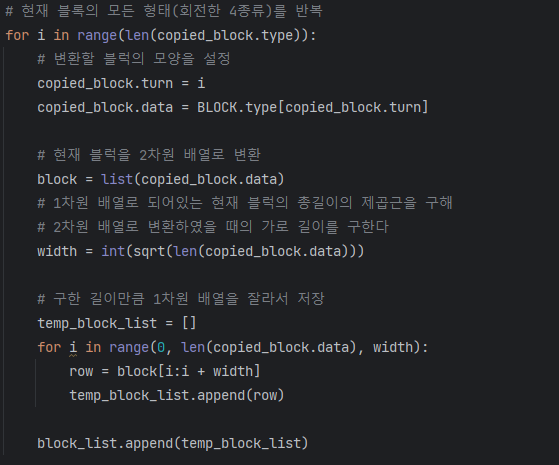 # 현재 블록의 모든 형태(회전한 4종류)를 반복
for i in range(len(copied_block.type)):
    # 변환할 블럭의 모양을 설정
    copied_block.turn = i
    copied_block.data = BLOCK.type[copied_block.turn]

    # 현재 블럭을 2차원 배열로 변환
    block = list(copied_block.data)
    # 1차원 배열로 되어있는 현재 블럭의 총길이의 제곱근을 구해
    # 2차원 배열로 변환하였을 때의 가로 길이를 구한다
    width = int(sqrt(len(copied_block.data)))

    # 구한 길이만큼 1차원 배열을 잘라서 저장
    temp_block_list = []
    for i in range(0, len(copied_block.data), width):
        row = block[i:i + width]
        temp_block_list.append(row)

    block_list.append(temp_block_list)